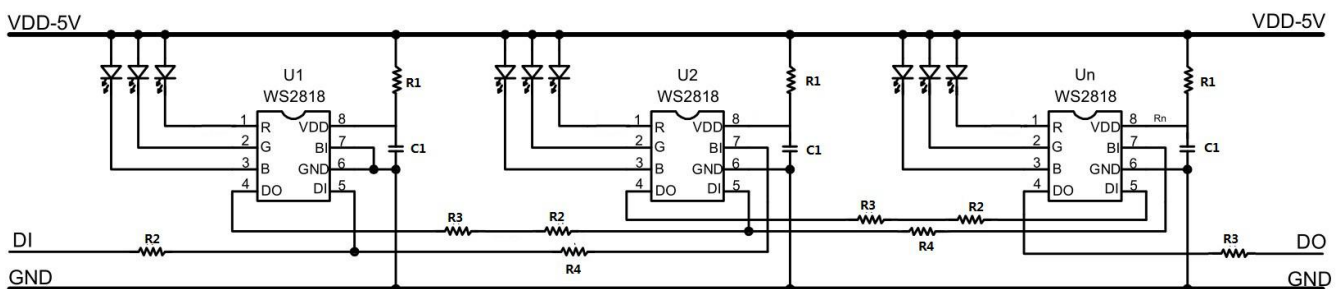 VDD-5V
VDD-5V
U1
WS2818
R1
1
R
VDD
8
2
G
BI
7
C1
3
B
GND
6
4
DO
DI
5
U2
WS2818
R1
1
R
VDD
8
2
G
BI
7
C1
3
B
GND
6
4
DO
DI
5
Un
WS2818
R1
1
R
VDD
8
Rn
2
G
BI
7
C1
3
B
GND
6
4
DO
DI
5
R3
R2
R3
R2
R4
DI
R2
R4
R3
DO
GND
GND